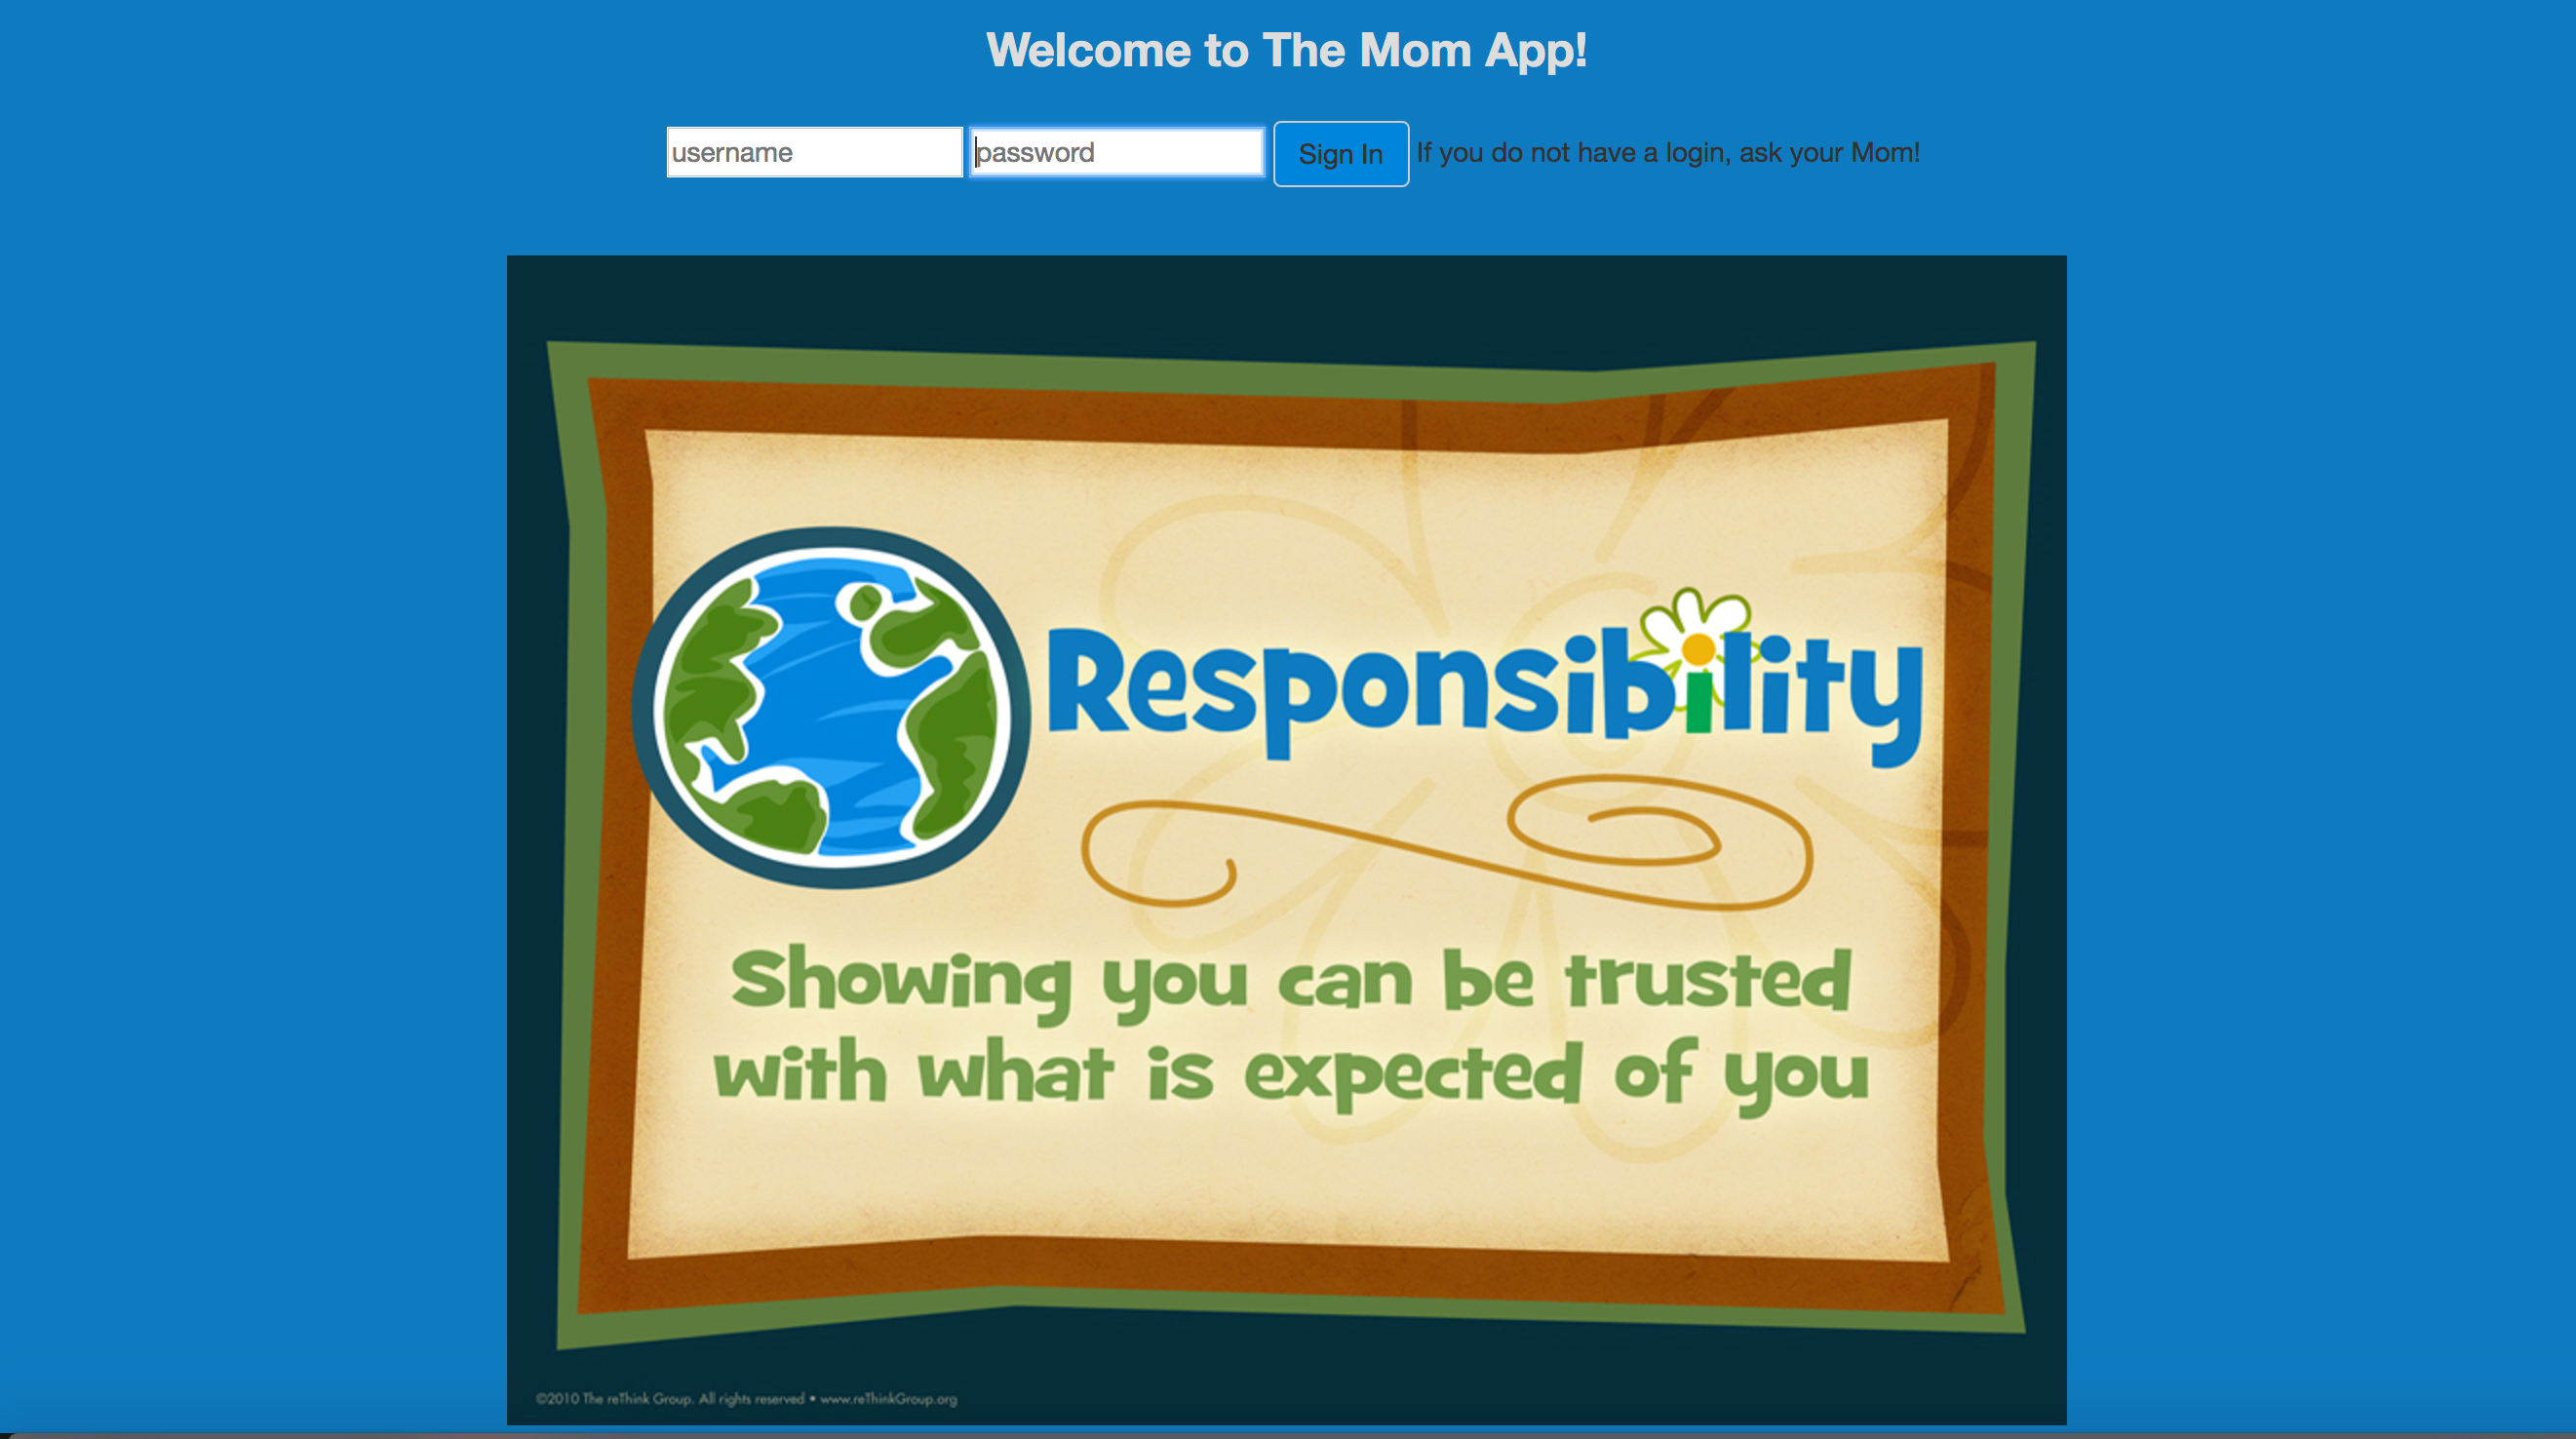 Welcome to The Mom App!
username password Sign In If you do not have a login, ask your Mom!
Responsibility
Showing you can be trusted
with what is expected of you
©2010 The reThink Group. All rights reserved • www.reThinkGroup.org